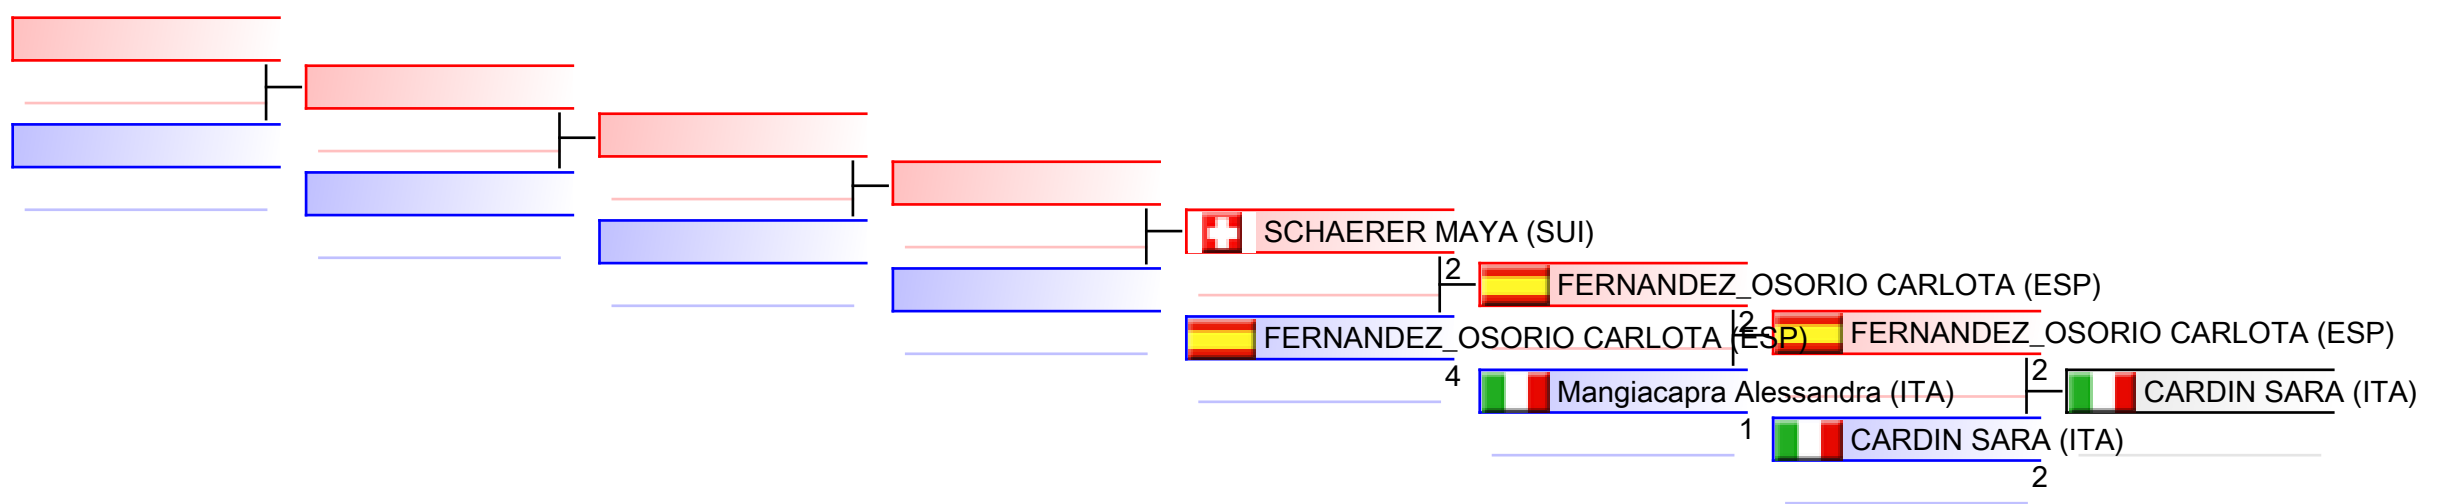 SCHAERER MAYA (SUI)
2
FERNANDEZ_OSORIO CARLOTA (ESP)
FERNANDEZ_OSORIO CARLOTA (ESP)
4
2
FERNANDEZ_OSORIO CARLOTA (ESP)
Mangiacapra Alessandra (ITA)
1
2
CARDIN SARA (ITA)
CARDIN SARA (ITA)
2